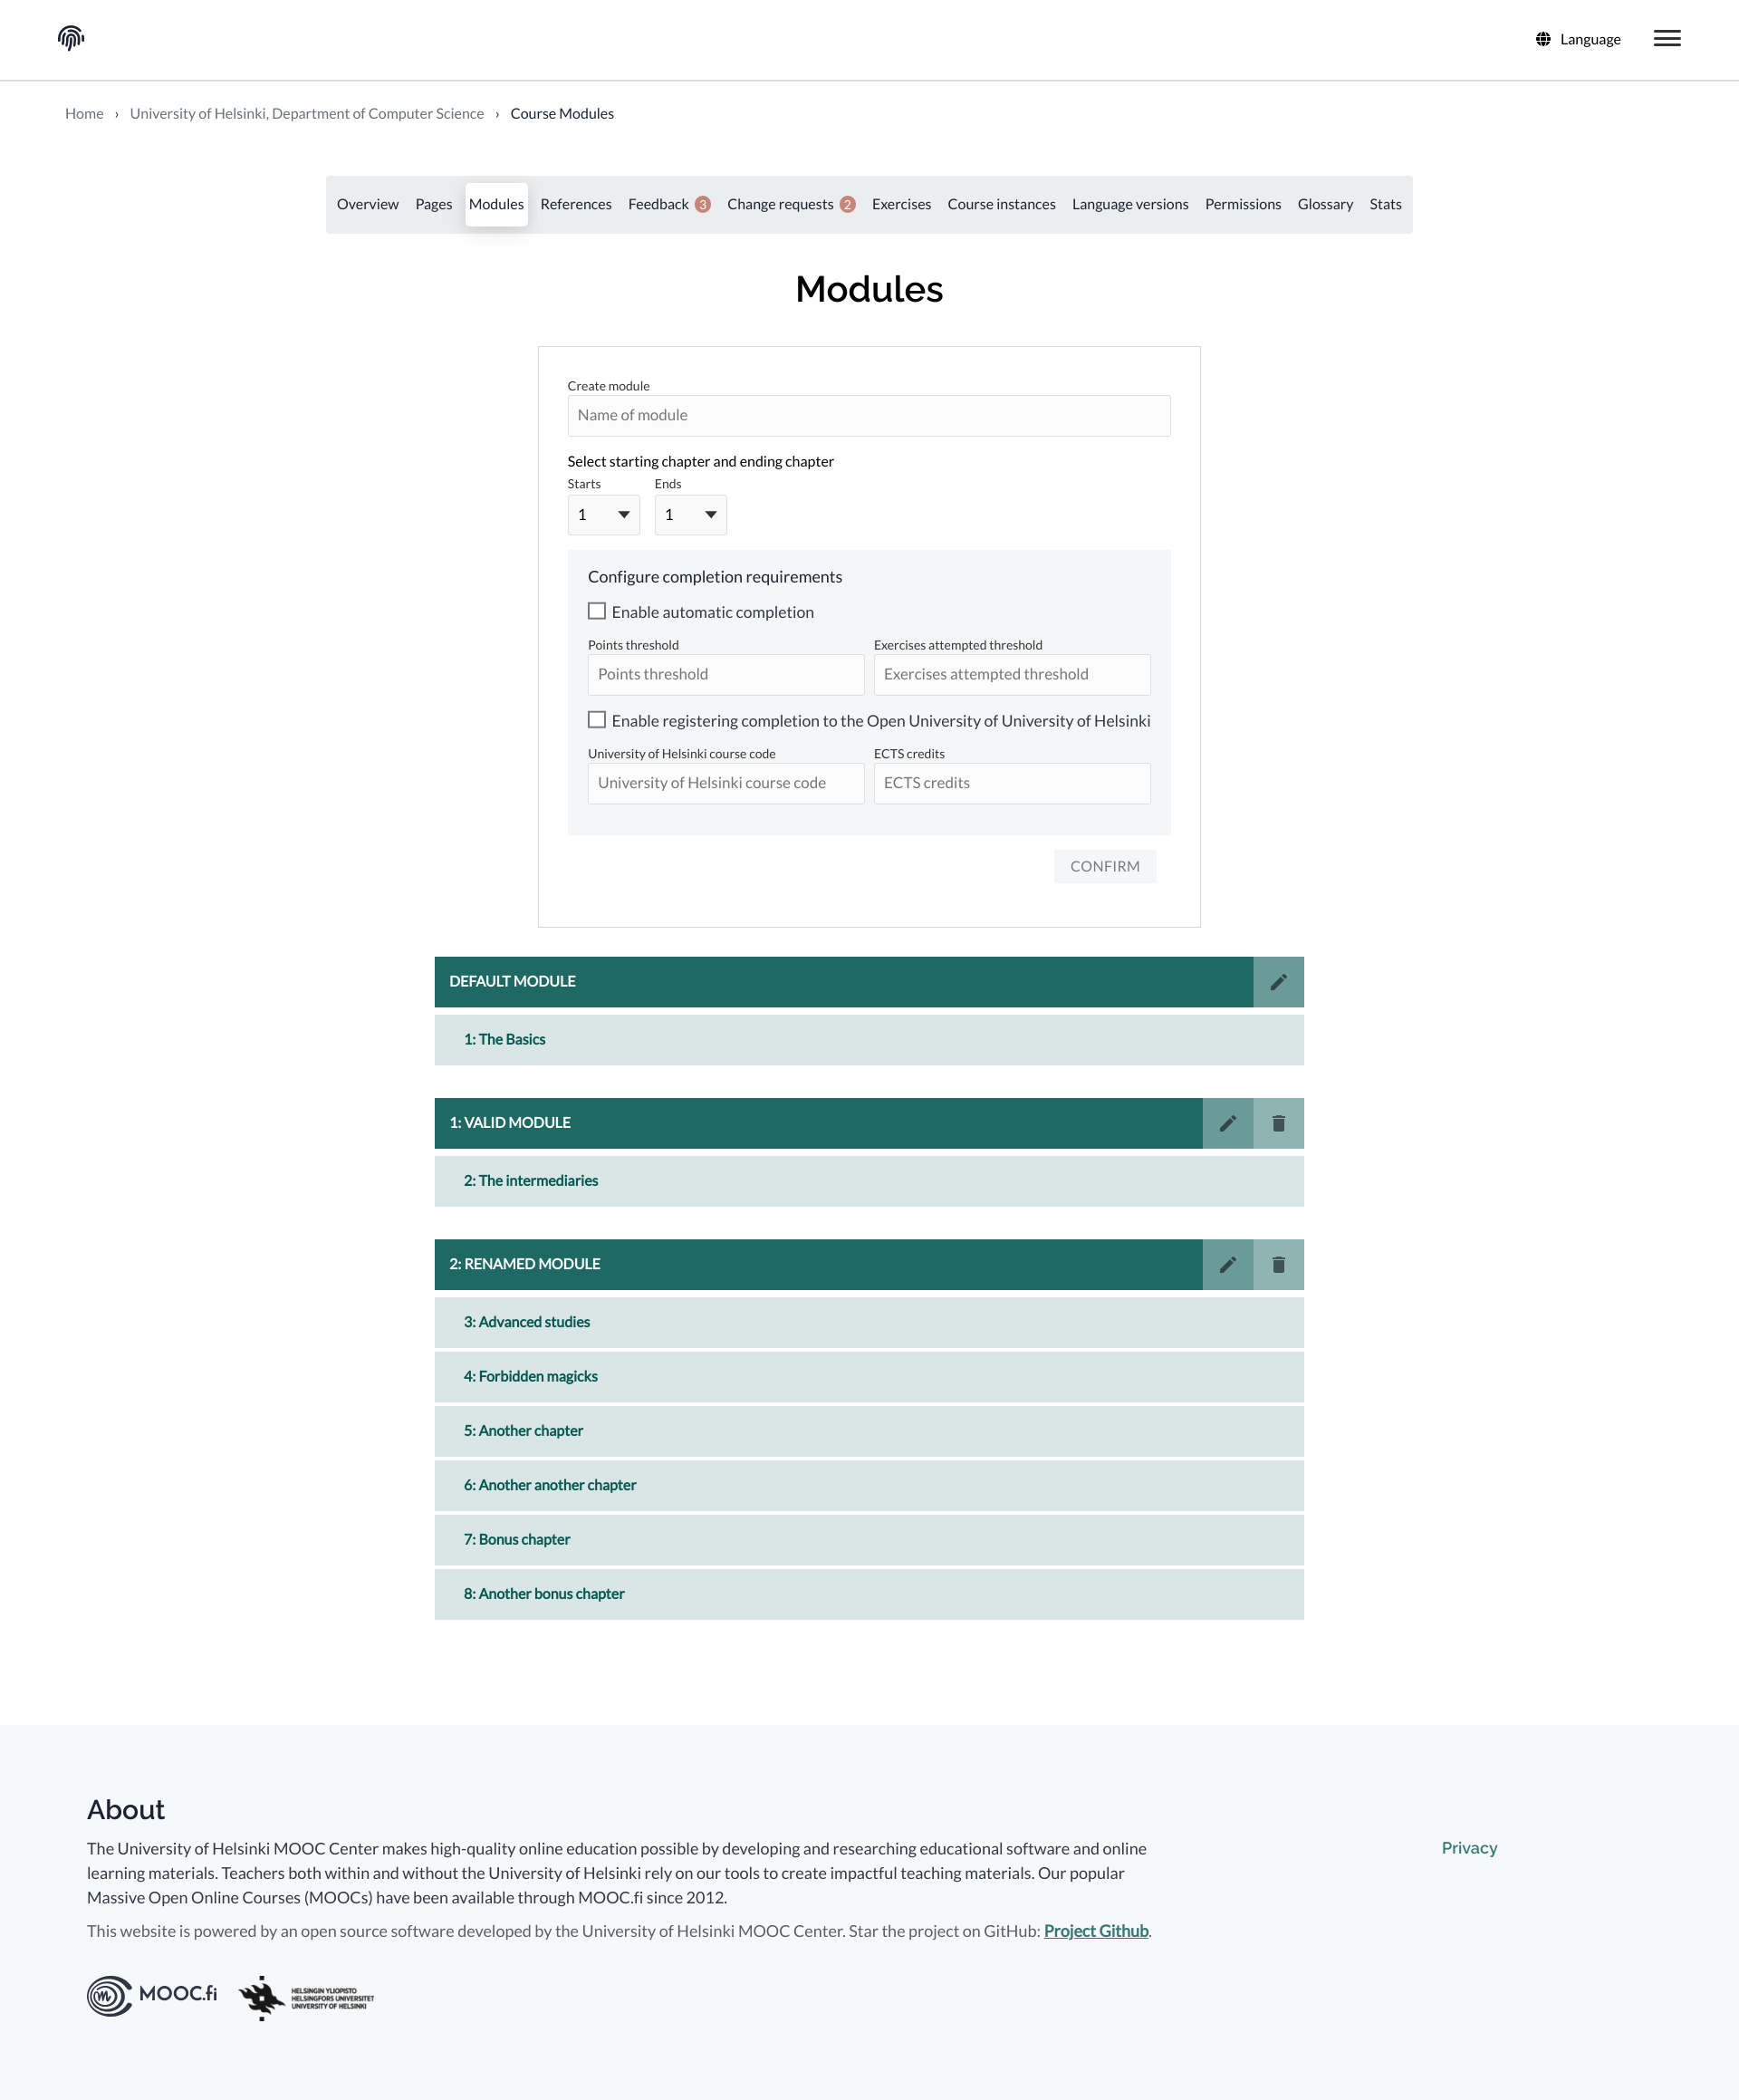 Language
Home › University of Helsinki, Department of Computer Science › Course Modules
Overview Pages Modules References Feedback 3 Change requests 2 Exercises Course instances Language versions Permissions Glossary Stats
Modules
Create module
Name of module
Select starting chapter and ending chapter
Starts Ends
1 1
Configure completion requirements
Enable automatic completion
Points threshold Exercises attempted threshold
Points threshold Exercises attempted threshold
Enable registering completion to the Open University of University of Helsinki
University of Helsinki course code ECTS credits
University of Helsinki course code ECTS credits
CONFIRM
DEFAULT MODULE
1: The Basics
1: VALID MODULE
2: The intermediaries
2: RENAMED MODULE
3: Advanced studies
4: Forbidden magicks
5: Another chapter
6: Another another chapter
7: Bonus chapter
8: Another bonus chapter
About
The University of Helsinki MOOC Center makes high-quality online education possible by developing and researching educational software and online
learning materials. Teachers both within and without the University of Helsinki rely on our tools to create impactful teaching materials. Our popular
Massive Open Online Courses (MOOCs) have been available through MOOC.fi since 2012.
This website is powered by an open source software developed by the University of Helsinki MOOC Center. Star the project on GitHub: Project Github.
Privacy
MOOC.fi
HELSINGIN YLIOPISTO
HELSINGFORS UNIVERSITET
UNIVERSITY OF HELSINKI